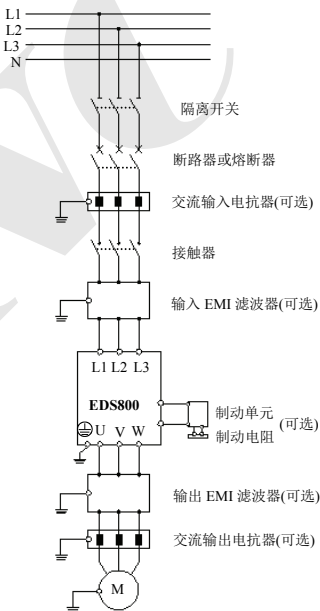 L1
L2
L3
N
隔离开关
断路器或熔断器
交流输入电抗器(可选)
接触器
输入 EMI 滤波器(可选)
L1 L2 L3
EDS800
U V W
制动单元
(可选)
制动电阻
输出 EMI 滤波器(可选)
交流输出电抗器(可选)
M